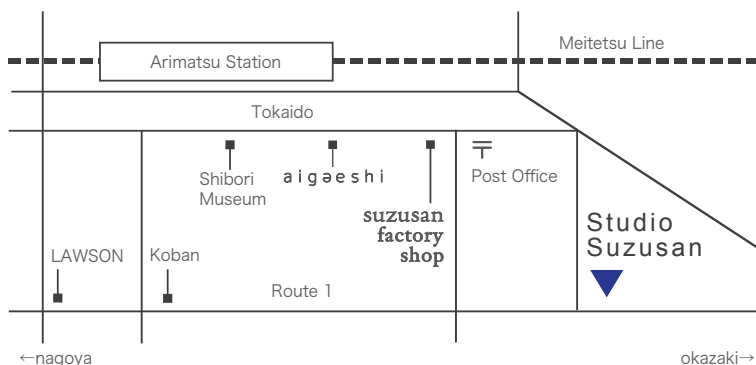 Meitetsu Line
Arimatsu Station
Tokaido
Shibori
Museum
aigəeshi
Post Office
suzusan
factory
shop
Studio
Suzusan
LAWSON
Koban
Route 1
←nagoya
okazaki→